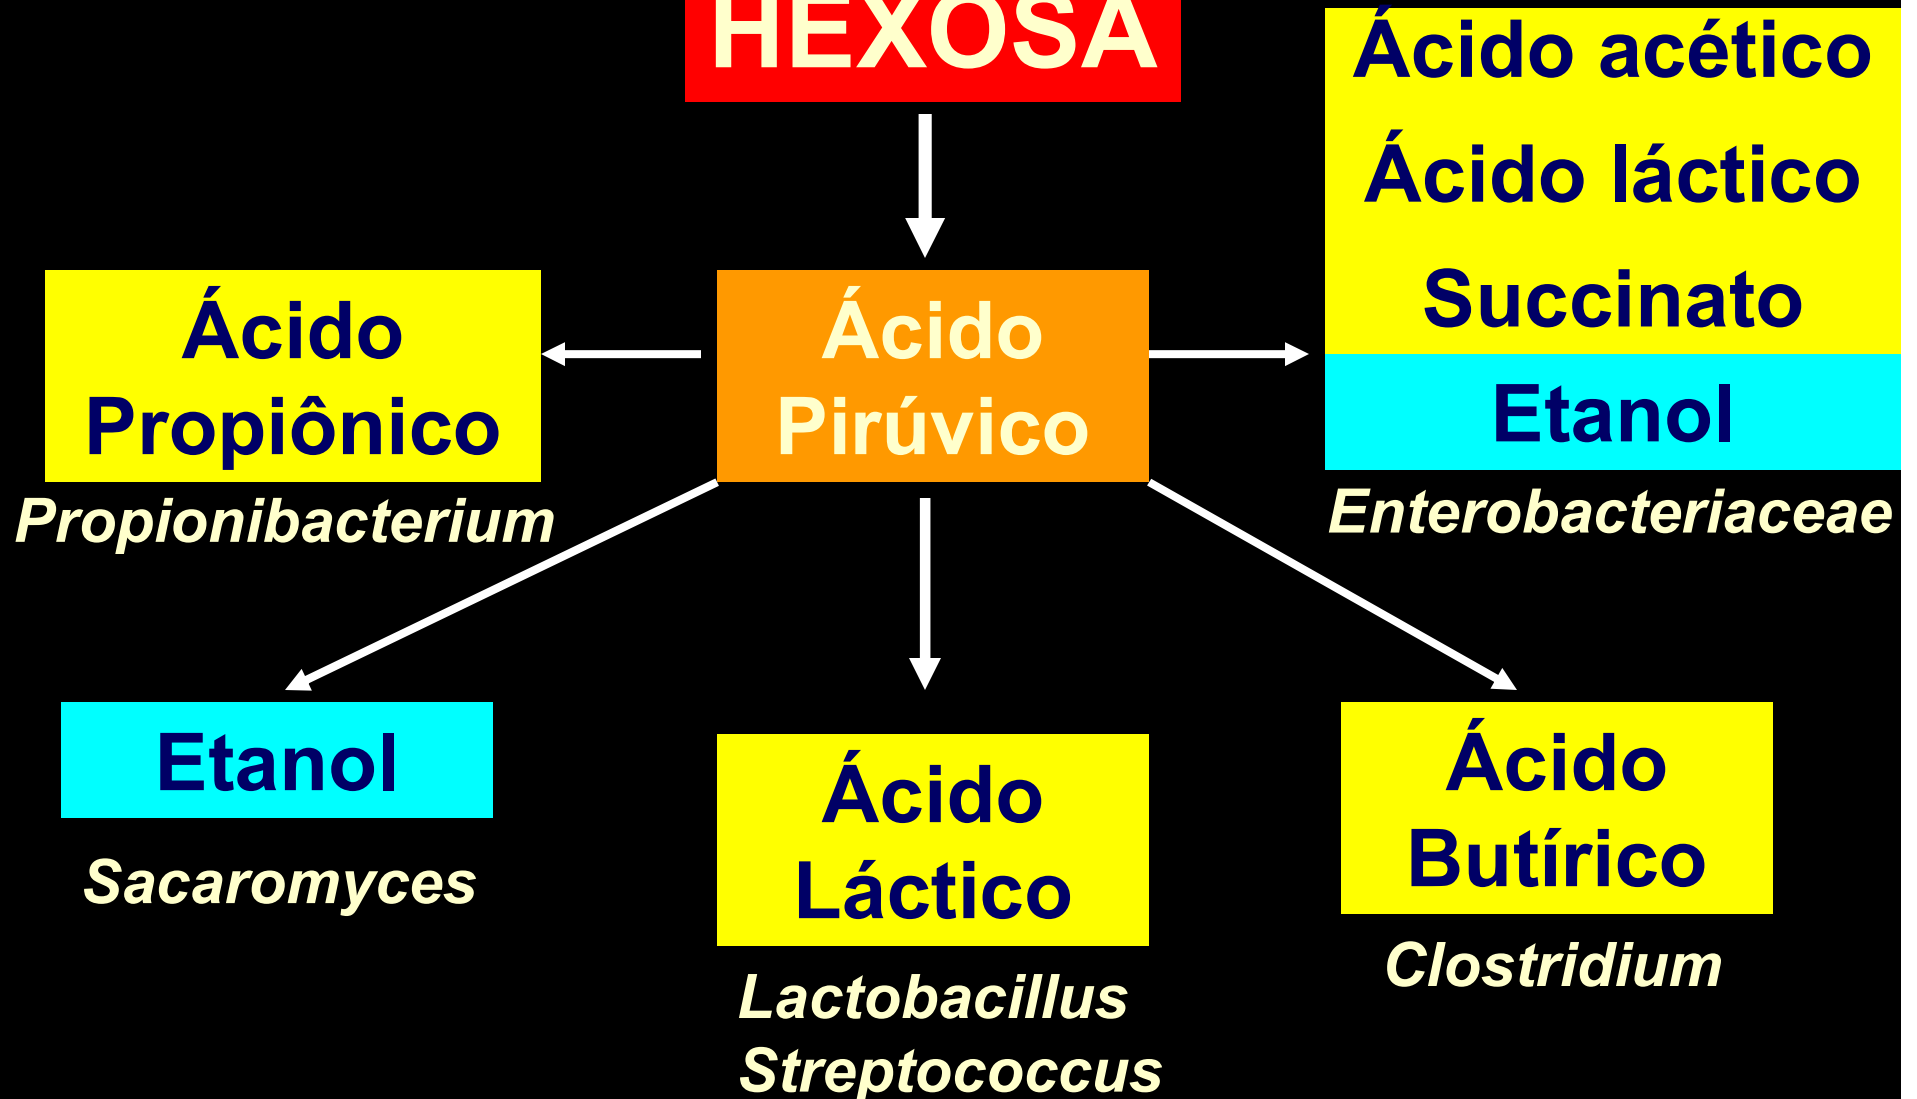 HEXOSA
Ácido acético
Ácido láctico
Succinato
Etanol
Enterobacteriaceae
Ácido
Propiônico
Propionibacterium
Ácido
Pirúvico
Etanol
Sacaromyces
Ácido
Láctico
Lactobacillus
Streptococcus
Ácido
Butírico
Clostridium